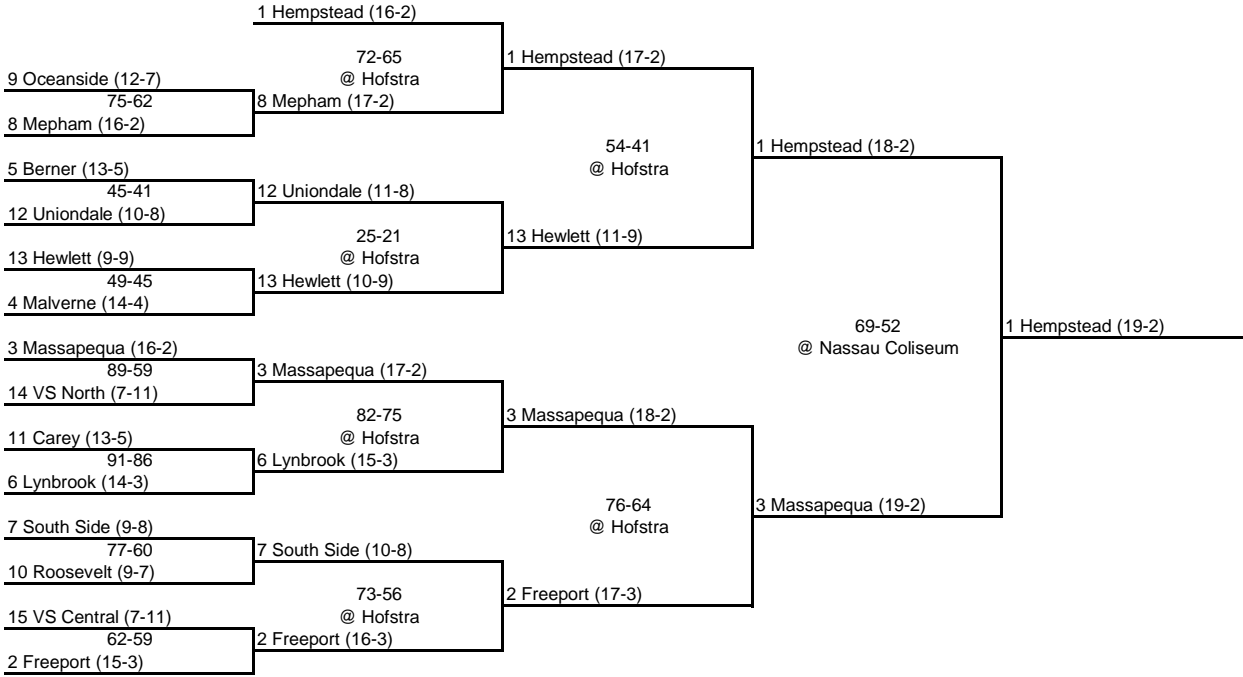 1 Hempstead (16-2)
72-65
@ Hofstra
1 Hempstead (17-2)
9 Oceanside (12-7)
75-62
8 Mepham (17-2)
8 Mepham (16-2)
54-41
@ Hofstra
1 Hempstead (18-2)
5 Berner (13-5)
45-41
12 Uniondale (11-8)
12 Uniondale (10-8)
25-21
@ Hofstra
13 Hewlett (11-9)
13 Hewlett (9-9)
49-45
13 Hewlett (10-9)
4 Malverne (14-4)
69-52
@ Nassau Coliseum
1 Hempstead (19-2)
3 Massapequa (16-2)
89-59
3 Massapequa (17-2)
14 VS North (7-11)
82-75
@ Hofstra
3 Massapequa (18-2)
11 Carey (13-5)
91-86
6 Lynbrook (15-3)
6 Lynbrook (14-3)
76-64
@ Hofstra
3 Massapequa (19-2)
7 South Side (9-8)
77-60
7 South Side (10-8)
10 Roosevelt (9-7)
73-56
@ Hofstra
2 Freeport (17-3)
15 VS Central (7-11)
62-59
2 Freeport (16-3)
2 Freeport (15-3)